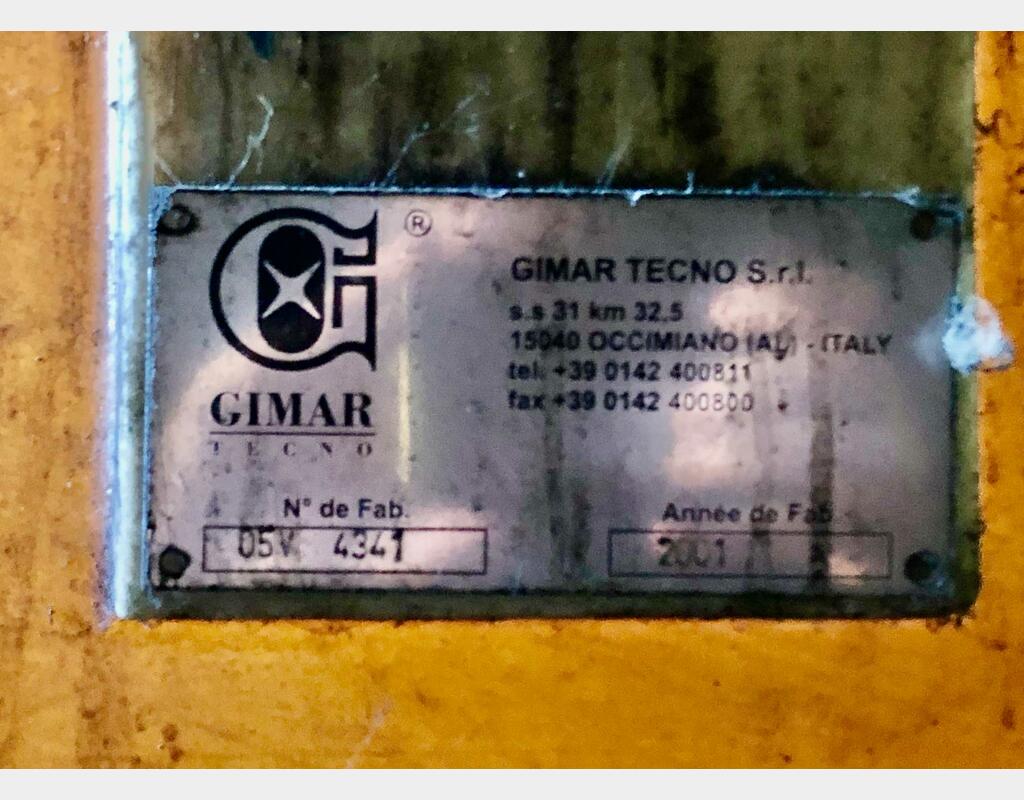 ®
GIMAR
TECNO
GIMAR TECNO S.r.l.
s.s 31 km 32.5
15040 OCCIMIANO (AL) - ITALY
tel. +39 0142 400811
fax +39 0142 400800
N° de Fab.
05V 4341
Année de Fab
2001